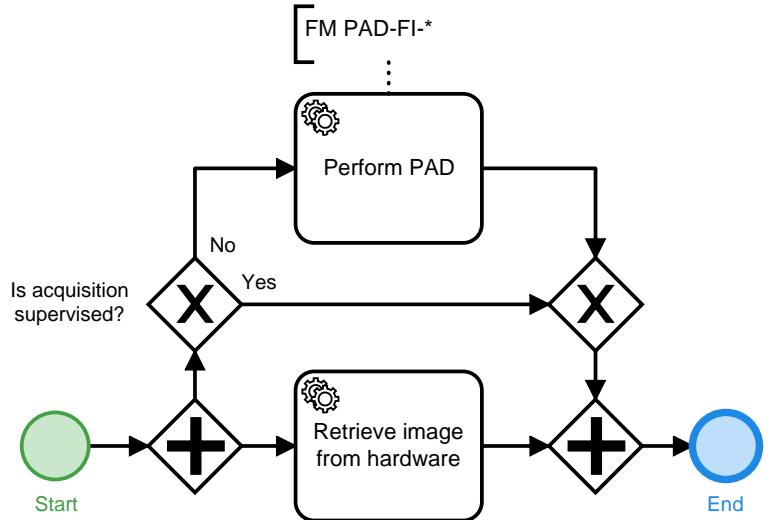 FM PAD-FI-*
Perform PAD
No
Yes
Is acquisition
supervised?
Retrieve image
from hardware
Start
End